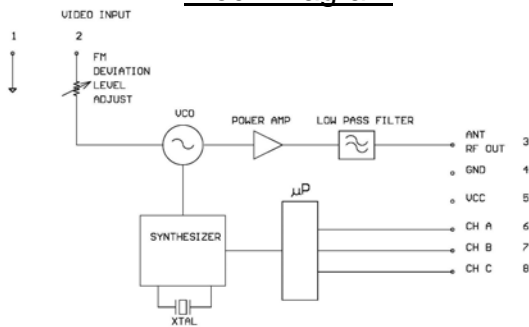 VIDEO INPUT
1 2
FM
DEVIATION
LEVEL
ADJUST
VCO
POWER AMP
LOW PASS FILTER
ANT
RF OUT 3
GND 4
VCC 5
μP
CH A 6
CH B 7
CH C 8
SYNTHESIZER
XTAL